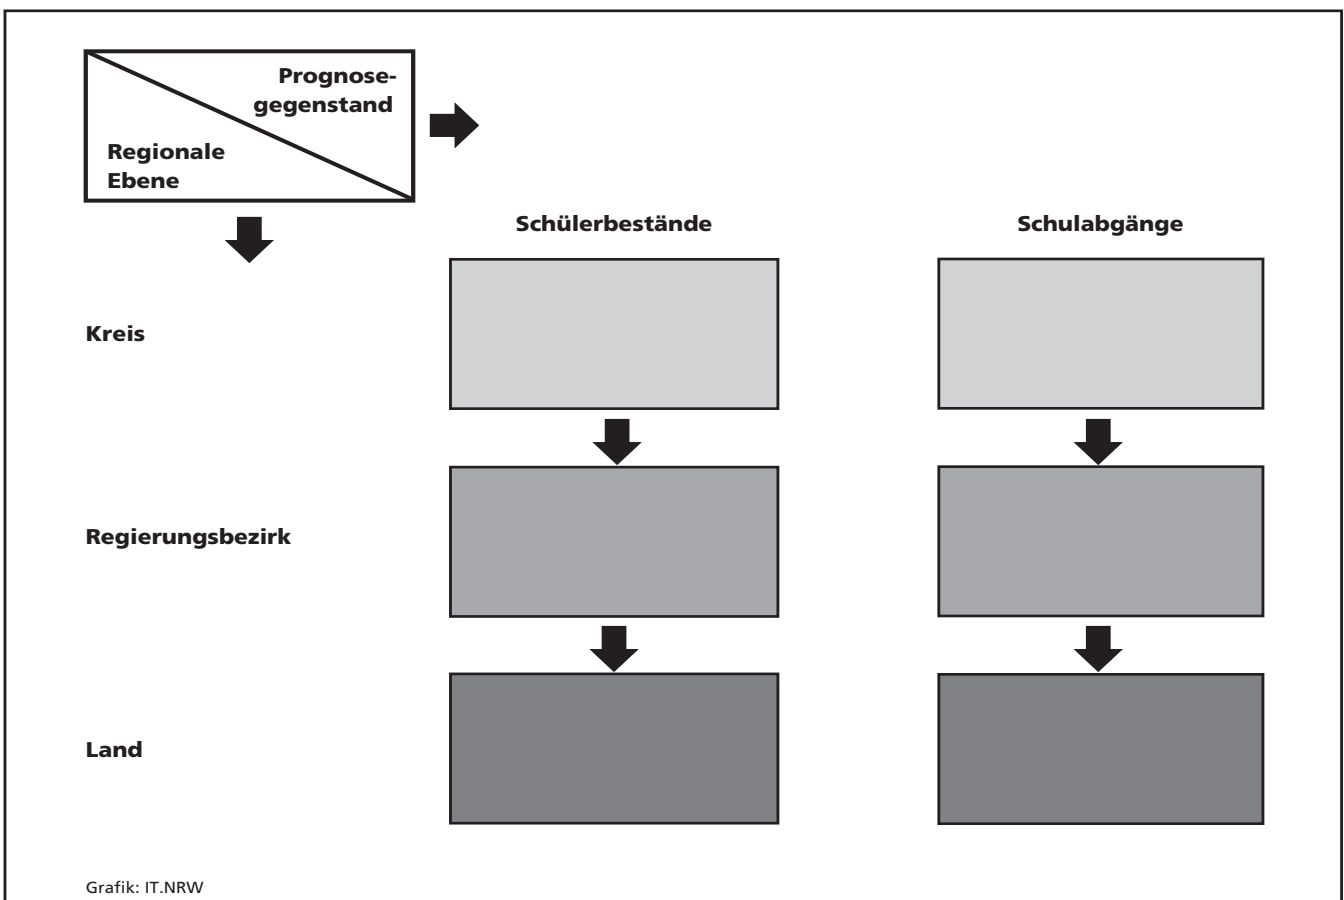 Prognose-
gegenstand
Regionale
Ebene
Schülerbestände
Schulabgänge
Kreis
Regierungsbezirk
Land
Grafik: IT.NRW